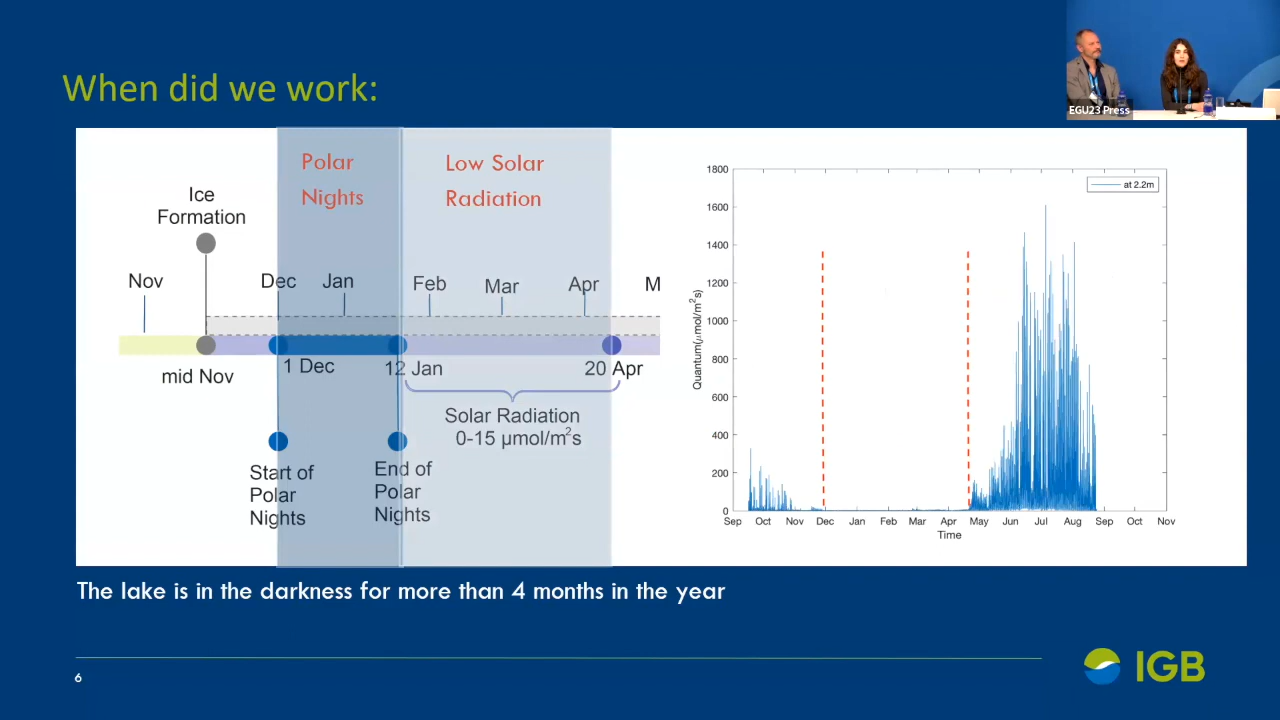 When did we work:
EGU23 Press
Polar
Nights
Low Solar
Radiation
Ice
Formation
Nov
Dec
Jan
Feb
Mar
Apr
M
mid Nov
1 Dec
12 Jan
20 Apr
Solar Radiation
0-15 µmol/m²s
Start of
Polar
Nights
End of
Polar
Nights
at 2.2m
1800
1600
1400
1200
1000
800
600
400
200
0
Quantum(µmol/m²s)
Sep Oct Nov Dec Jan Feb Mar Apr May Jun Jul Aug Sep Oct Nov
Time
The lake is in the darkness for more than 4 months in the year
6
IGB